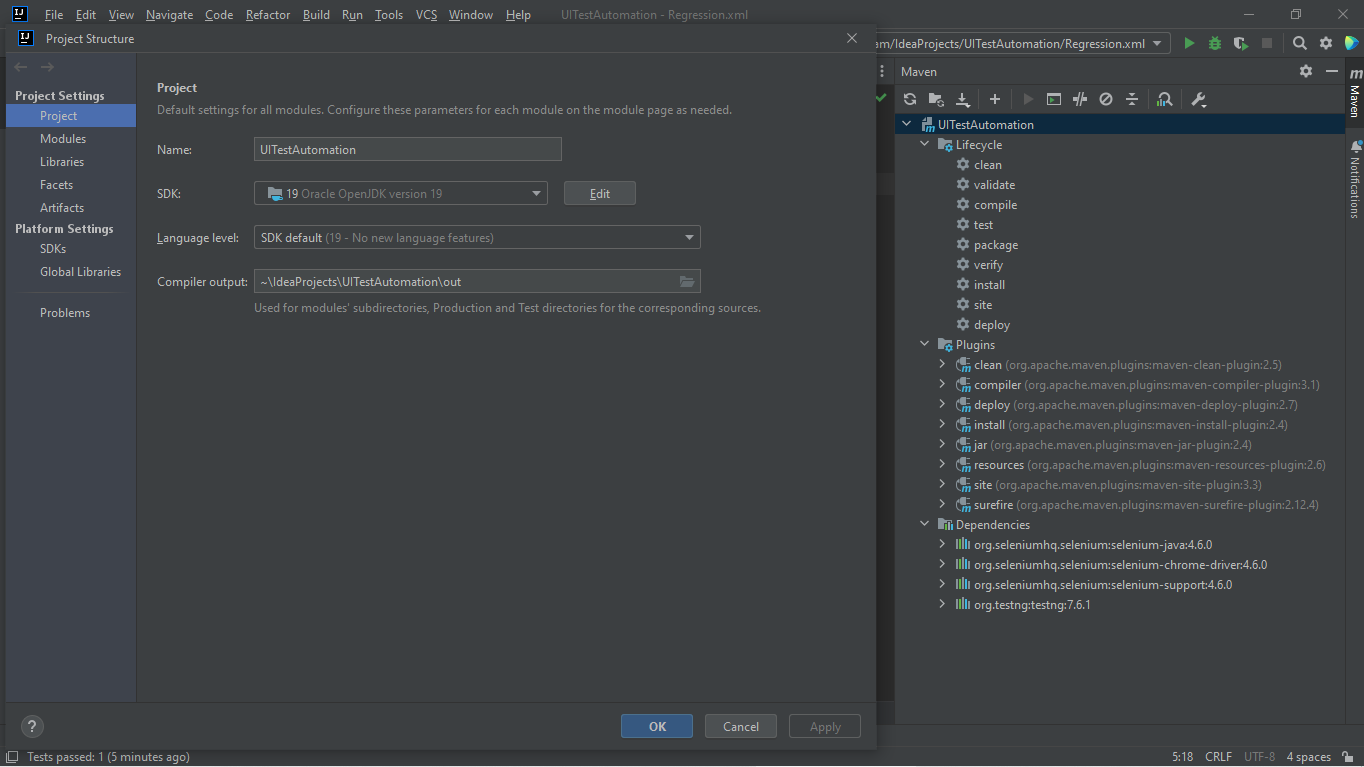 IJ File Edit View Navigate Code Refactor Build Run Tools VCS Window Help UITestAutomation - Regression.xml
IJ Project Structure
am/IdeaProjects/UITestAutomation/Regression.xml
Project Settings
Project
Modules
Libraries
Facets
Artifacts
Platform Settings
SDKs
Global Libraries
Problems
Project
Default settings for all modules. Configure these parameters for each module on the module page as needed.
Name: UITestAutomation
SDK: 19 Oracle OpenJDK version 19 Edit
Language level: SDK default (19 - No new language features)
Compiler output: ~\IdeaProjects\UITestAutomation\out
Used for modules' subdirectories, Production and Test directories for the corresponding sources.
? OK Cancel Apply
Maven
UITestAutomation
Lifecycle
clean
validate
compile
test
package
verify
install
site
deploy
Plugins
clean (org.apache.maven.plugins:maven-clean-plugin:2.5)
compiler (org.apache.maven.plugins:maven-compiler-plugin:3.1)
deploy (org.apache.maven.plugins:maven-deploy-plugin:2.7)
install (org.apache.maven.plugins:maven-install-plugin:2.4)
jar (org.apache.maven.plugins:maven-jar-plugin:2.4)
resources (org.apache.maven.plugins:maven-resources-plugin:2.6)
site (org.apache.maven.plugins:maven-site-plugin:3.3)
surefire (org.apache.maven.plugins:maven-surefire-plugin:2.12.4)
Dependencies
org.seleniumhq.selenium:selenium-java:4.6.0
org.seleniumhq.selenium:selenium-chrome-driver:4.6.0
org.seleniumhq.selenium:selenium-support:4.6.0
org.testng:testng:7.6.1
m Maven
Notifications
Tests passed: 1 (5 minutes ago) 5:18 CRLF UTF-8 4 spaces